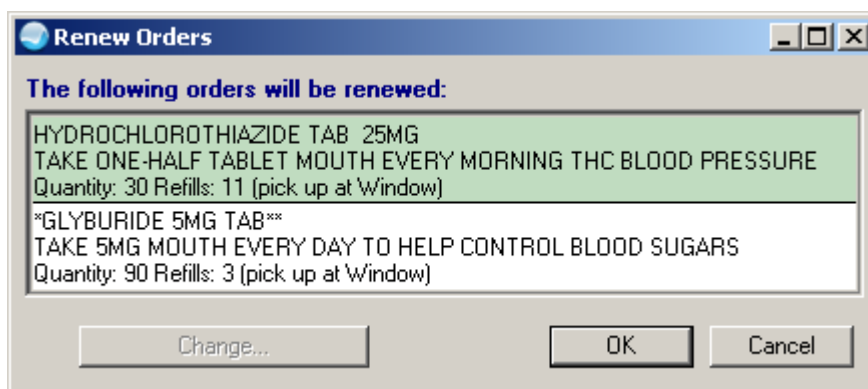 Renew Orders
The following orders will be renewed:
HYDROCHLOROTHIAZIDE TAB 25MG
TAKE ONE-HALF TABLET MOUTH EVERY MORNING THC BLOOD PRESSURE
Quantity: 30 Refills: 11 (pick up at Window)
*GLYBURIDE 5MG TAB**
TAKE 5MG MOUTH EVERY DAY TO HELP CONTROL BLOOD SUGARS
Quantity: 90 Refills: 3 (pick up at Window)
Change... OK Cancel